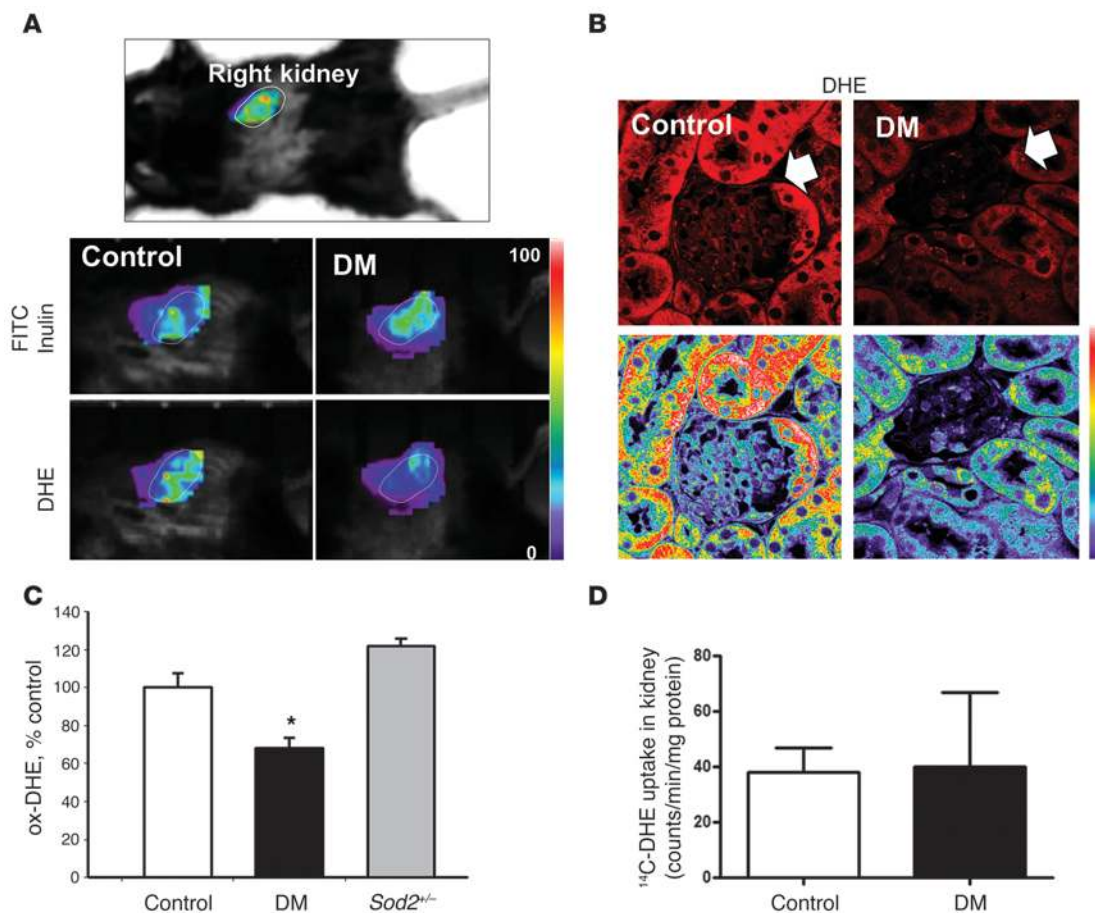 A
Right kidney
Control
DM
100
FITC
Inulin
DHE
0
B
DHE
Control
DM
C
140
120
100
80
60
40
20
0
ox-DHE, % control
*
Control
DM
Sod2+/–
D
80
60
40
20
0
14C-DHE uptake in kidney
(counts/min/mg protein)
Control
DM